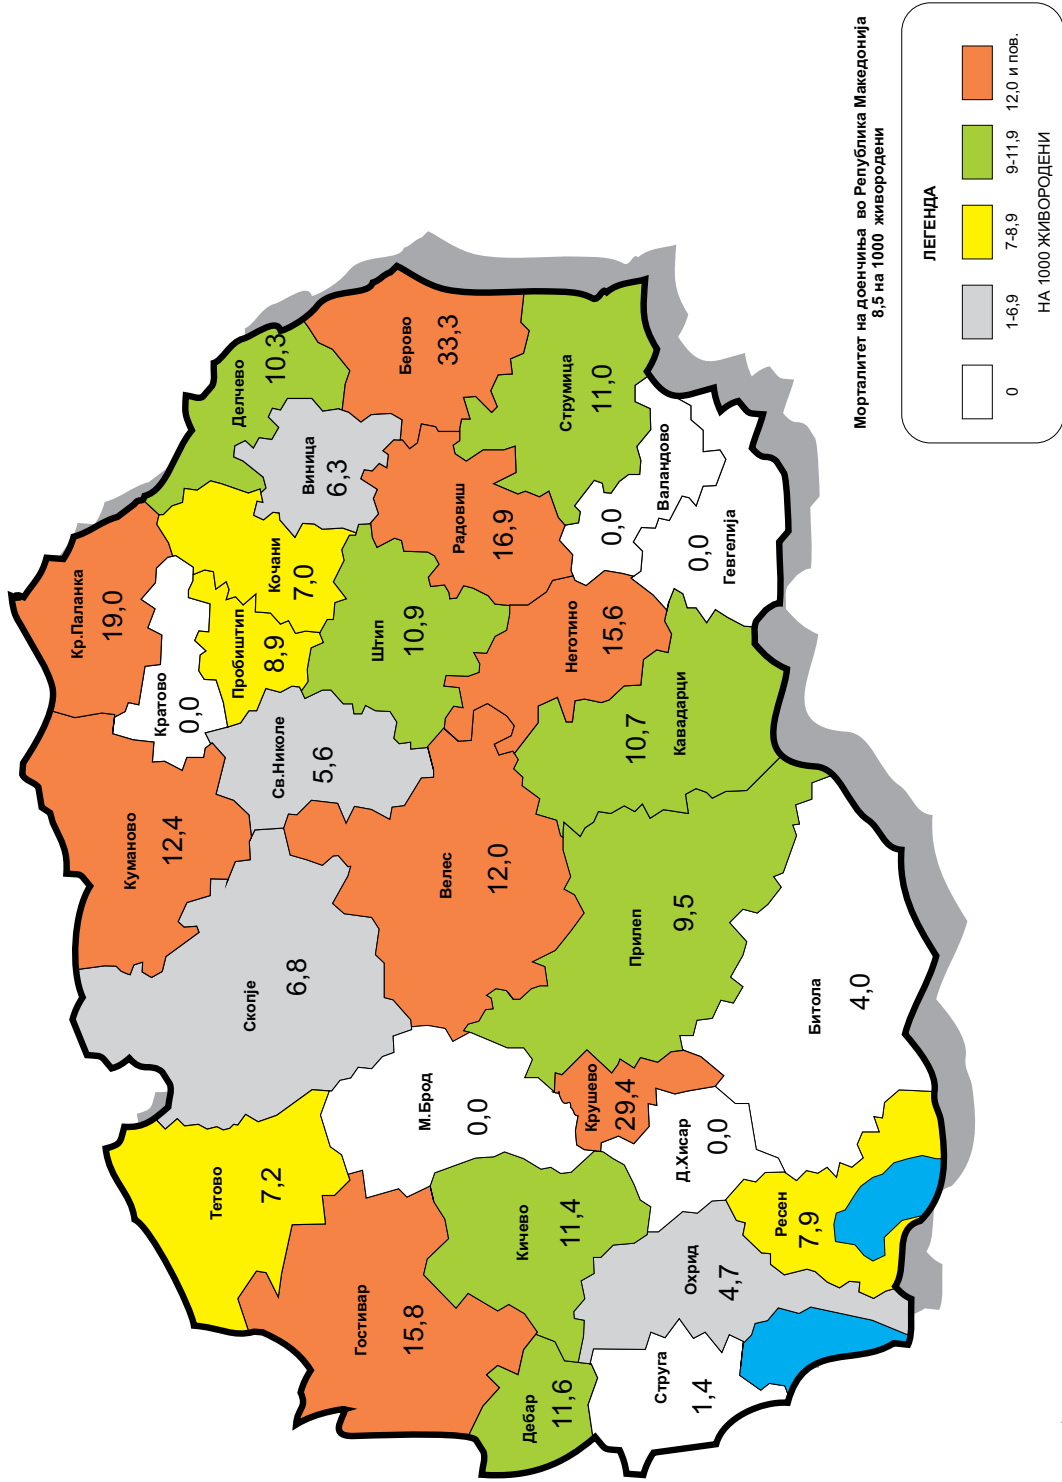 Кр.Паланка
19,0
Куманово
12,4
Кратово
0,0
Делчево
10,3
Кочани
7,0
Пробиштип
8,9
Виница
6,3
Берово
33,3
Св.Николе
5,6
Штип
10,9
Радовиш
16,9
Скопје
6,8
Тетово
7,2
Велес
12,0
Неготино
15,6
Струмица
11,0
Валандово
0,0
0,0
Гевгелија
М.Брод
0,0
Гостивар
15,8
Кичево
11,4
Крушево
29,4
Прилеп
9,5
Кавадарци
10,7
Дебар
11,6
Струга
1,4
Охрид
4,7
Д.Хисар
0,0
Ресен
7,9
Битола
4,0
Морталитет на доенчиња во Република Македонија
8,5 на 1000 живородени
ЛЕГЕНДА
0
1-6,9
7-8,9
9-11,9
12,0 и пов.
НА 1000 ЖИВОРОДЕНИ